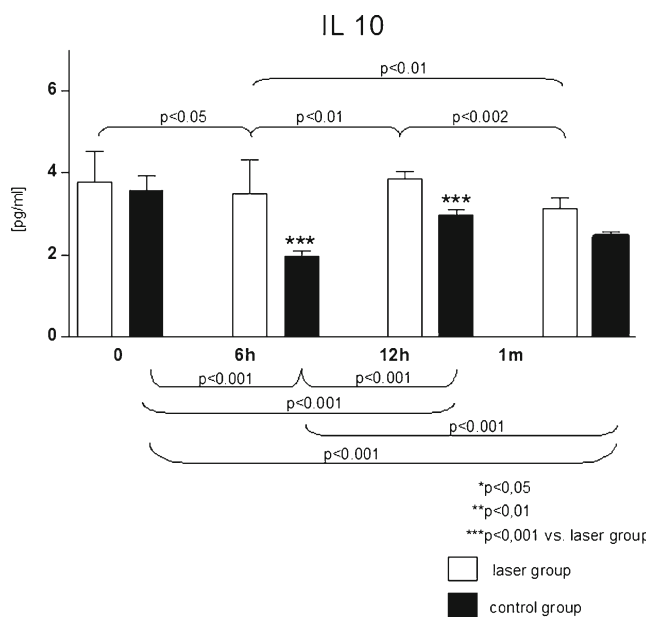 IL 10
p<0.01
p<0.05 p<0.01 p<0.002
6
4
[pg/ml]
***
***
2
0
0 6h 12h 1m
p<0.001 p<0.001
p<0.001
p<0.001
p<0.001
*p<0,05
**p<0,01
***p<0,001 vs. laser group
laser group
control group